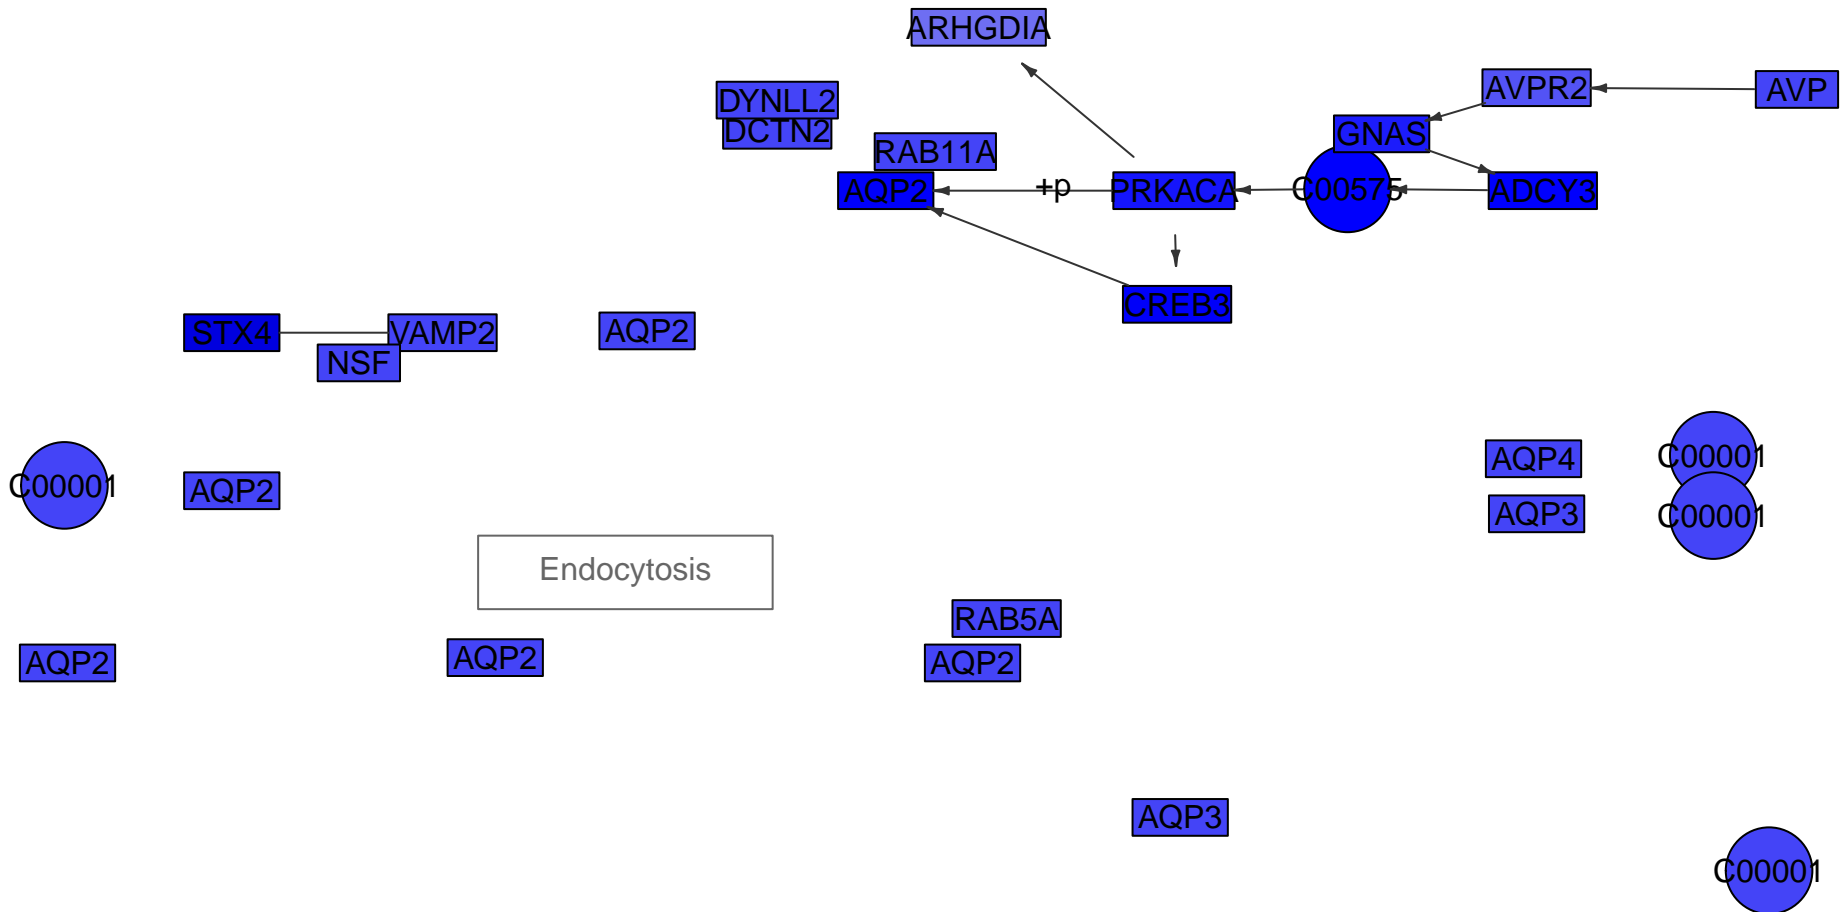 ARHGDIA
DYNLL2
DCTN2
RAB11A
AVPR2
AVP
GNAS
AQP2
+p
PRKACA
C00575
ADCY3
CREB3
STX4
VAMP2
NSF
AQP2
C00001
AQP2
AQP4
C00001
AQP3
C00001
Endocytosis
RAB5A
AQP2
AQP2
AQP2
AQP3
C00001